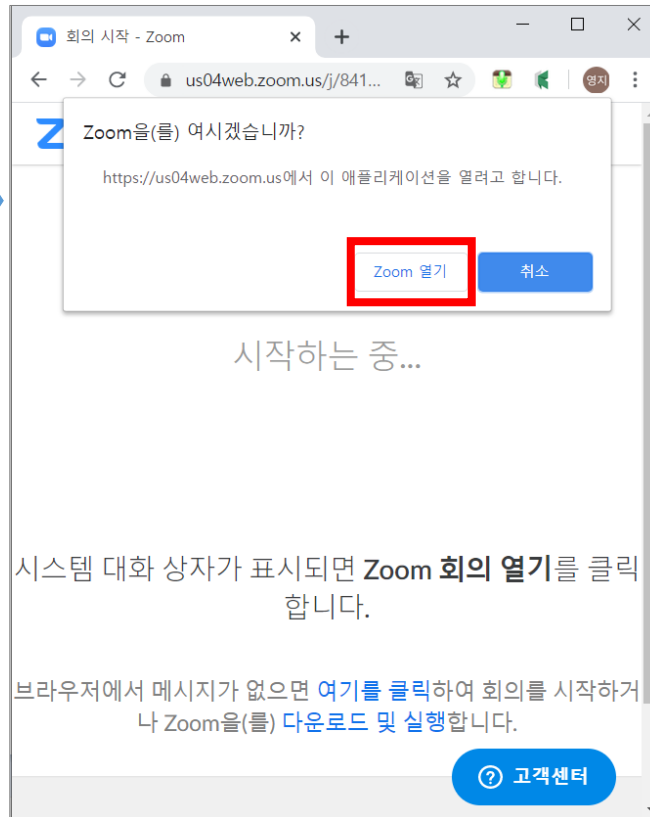 회의 시작 - Zoom
us04web.zoom.us/j/841...
영지
Z
Zoom을(를) 여시겠습니까?
https://us04web.zoom.us에서 이 애플리케이션을 열려고 합니다.
Zoom 열기
취소
시작하는 중...
시스템 대화 상자가 표시되면 Zoom 회의 열기를 클릭
합니다.
브라우저에서 메시지가 없으면 여기를 클릭하여 회의를 시작하거
나 Zoom을(를) 다운로드 및 실행합니다.
고객센터